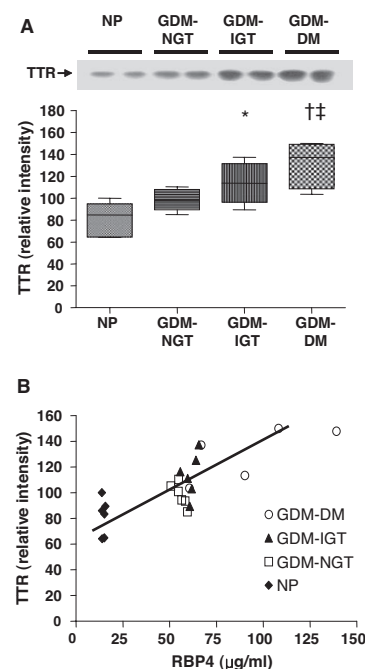 A
NP
GDM-
NGT
GDM-
IGT
GDM-
DM
TTR
TTR (relative intensity)
180
160
140
120
100
80
60
40
20
0
*
†‡
NP
GDM-
NGT
GDM-
IGT
GDM-
DM
B
TTR (relative intensity)
160
140
120
100
80
60
40
20
0
GDM-DM
GDM-IGT
GDM-NGT
NP
0 25 50 75 100 125 150
RBP4 (µg/ml)